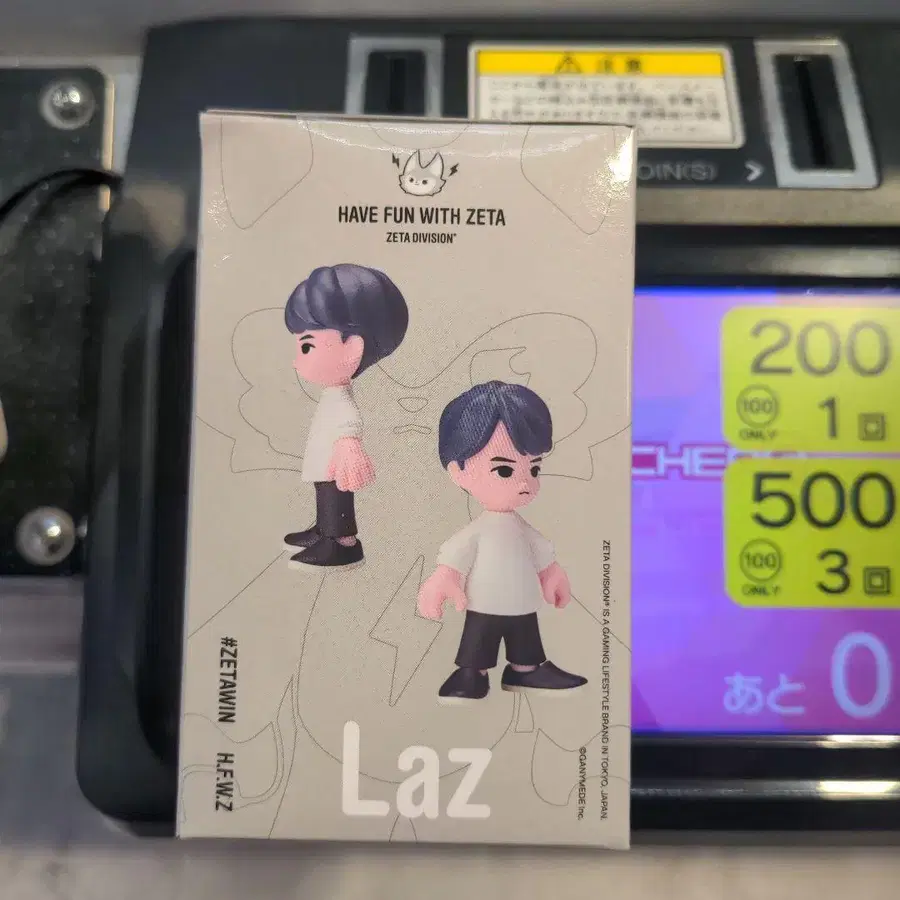 HAVE FUN WITH ZETA
ZETA DIVISION®
Laz
#ZETAWIN
H.F.W.Z
ZETA DIVISION® IS A GAMING LIFESTYLE BRAND IN TOKYO, JAPAN.
©GANYMEDE Inc.
注意
OIN(S)
200
100
ONLY
1回
500
100
ONLY
3回
あと 0